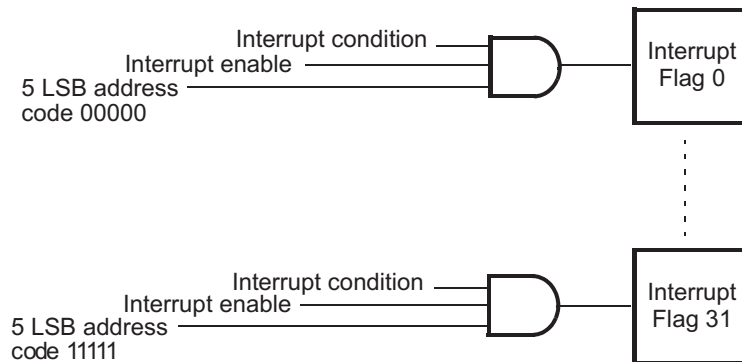 Interrupt condition
Interrupt enable
5 LSB address
code 00000
Interrupt
Flag 0
Interrupt condition
Interrupt enable
5 LSB address
code 11111
Interrupt
Flag 31